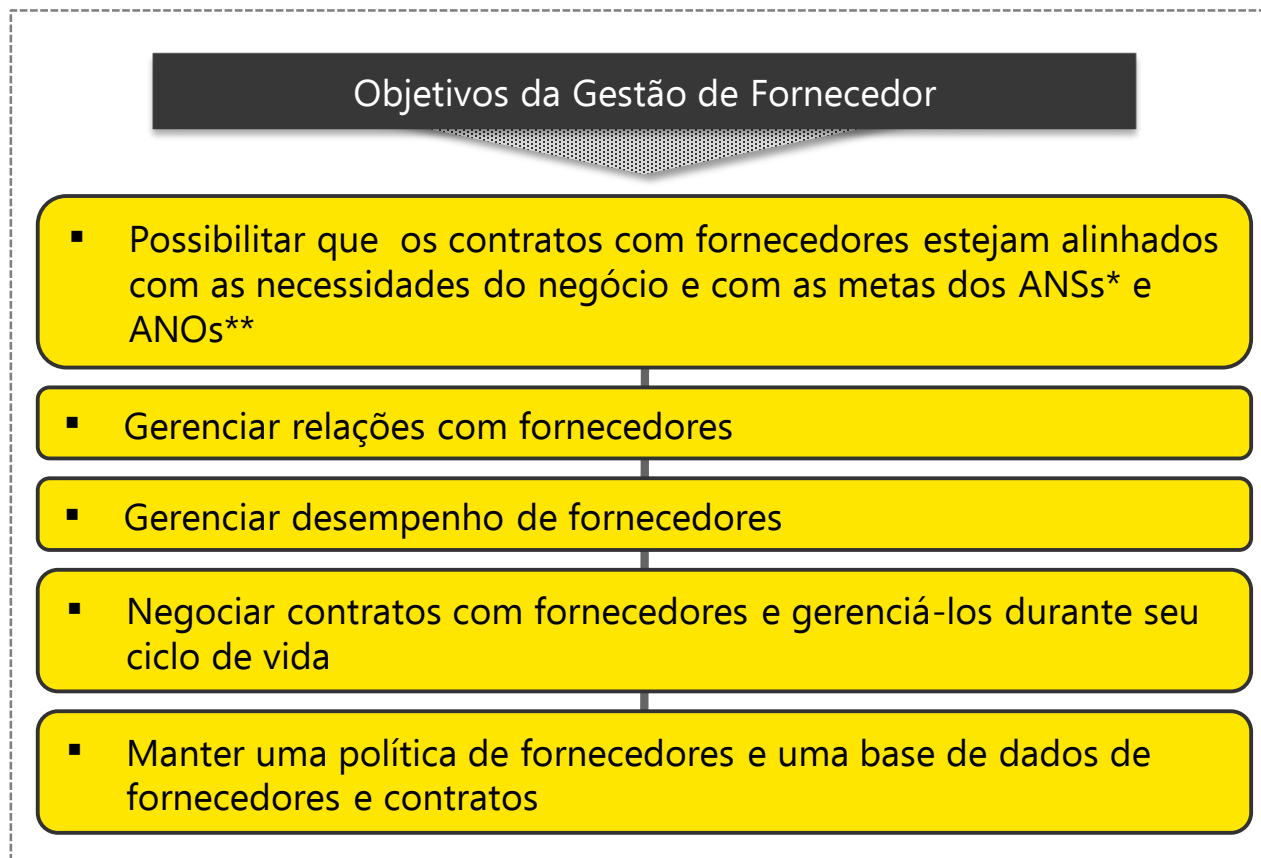 Objetivos da Gestão de Fornecedor
▪ Possibilitar que  os contratos com fornecedores estejam alinhados
com as necessidades do negócio e com as metas dos ANSs* e
ANOs**
▪ Gerenciar relações com fornecedores
▪ Gerenciar desempenho de fornecedores
▪ Negociar contratos com fornecedores e gerenciá-los durante seu
ciclo de vida
▪ Manter uma política de fornecedores e uma base de dados de
fornecedores e contratos